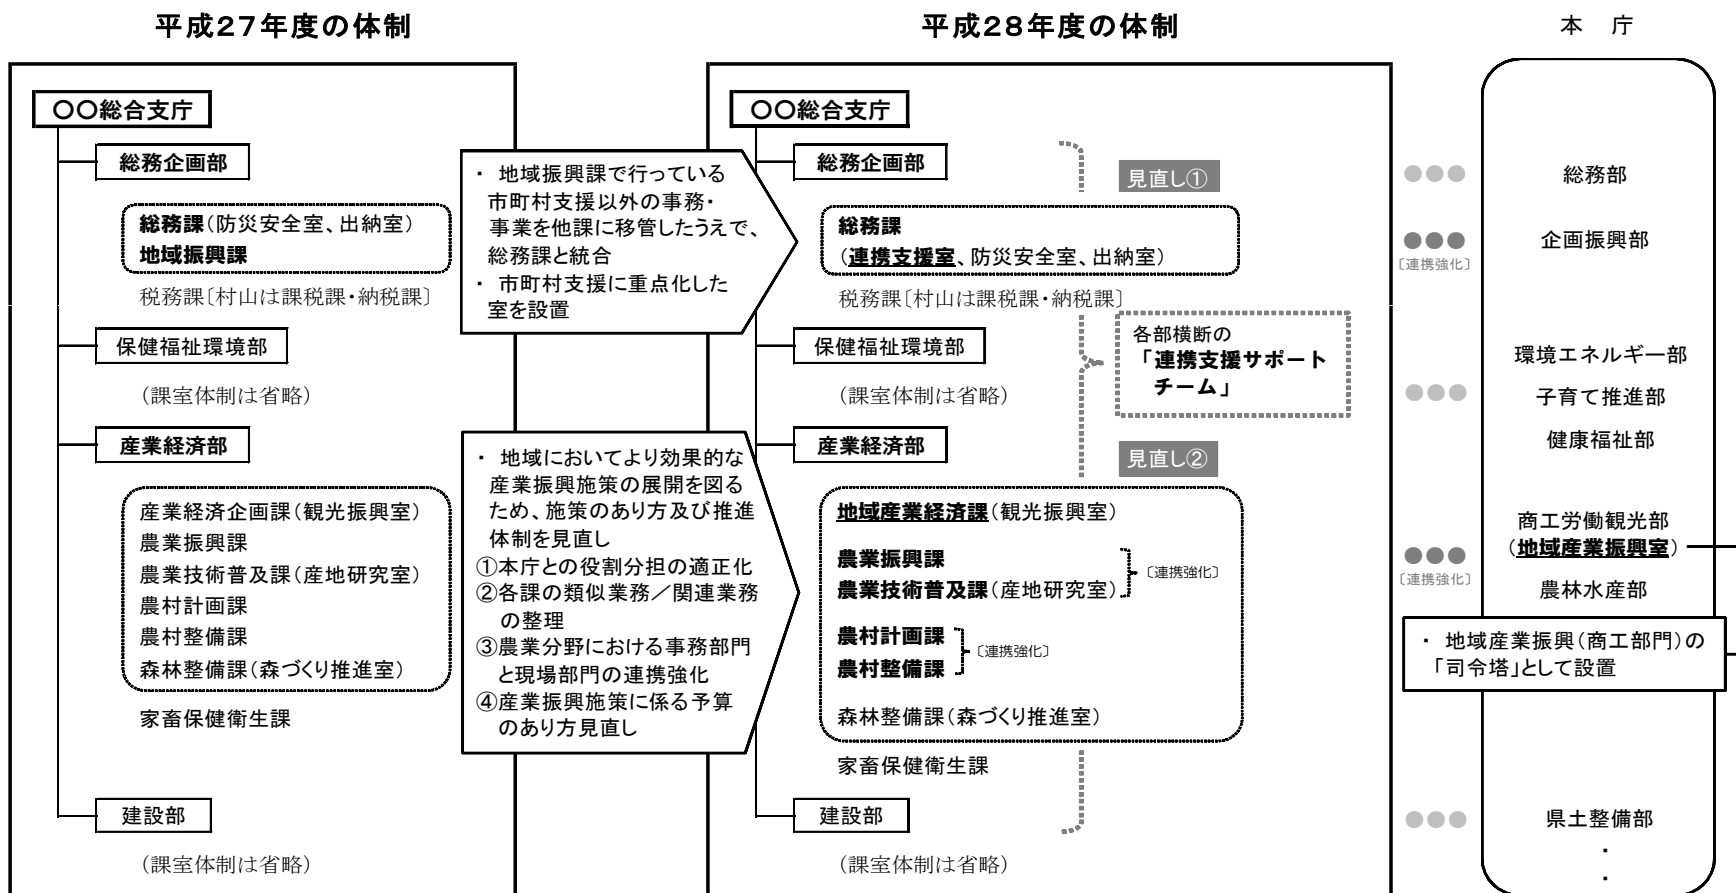 平成27年度の体制
〇〇総合支庁
総務企画部
総務課(防災安全室、出納室)
地域振興課
税務課〔村山は課税課・納税課〕
保健福祉環境部
(課室体制は省略)
産業経済部
産業経済企画課(観光振興室)
農業振興課
農業技術普及課(産地研究室)
農村計画課
農村整備課
森林整備課(森づくり推進室)
家畜保健衛生課
建設部
(課室体制は省略)
・ 地域振興課で行っている
市町村支援以外の事務・
事業を他課に移管したうえで、
総務課と統合
・ 市町村支援に重点化した
室を設置
・ 地域においてより効果的な
産業振興施策の展開を図る
ため、施策のあり方及び推進
体制を見直し
①本庁との役割分担の適正化
②各課の類似業務/関連業務
の整理
③農業分野における事務部門
と現場部門の連携強化
④産業振興施策に係る予算
のあり方見直し
平成28年度の体制
〇〇総合支庁
総務企画部
見直し①
総務課
(連携支援室、防災安全室、出納室)
税務課〔村山は課税課・納税課〕
各部横断の
「連携支援サポート
チーム」
保健福祉環境部
(課室体制は省略)
産業経済部
見直し②
地域産業経済課(観光振興室)
農業振興課
農業技術普及課(産地研究室)
〔連携強化〕
農村計画課
農村整備課
〔連携強化〕
森林整備課(森づくり推進室)
家畜保健衛生課
建設部
(課室体制は省略)
本 庁
総務部
企画振興部
〔連携強化〕
環境エネルギー部
子育て推進部
健康福祉部
商工労働観光部
(地域産業振興室)
〔連携強化〕
農林水産部
・ 地域産業振興(商工部門)の
「司令塔」として設置
県土整備部
・
・